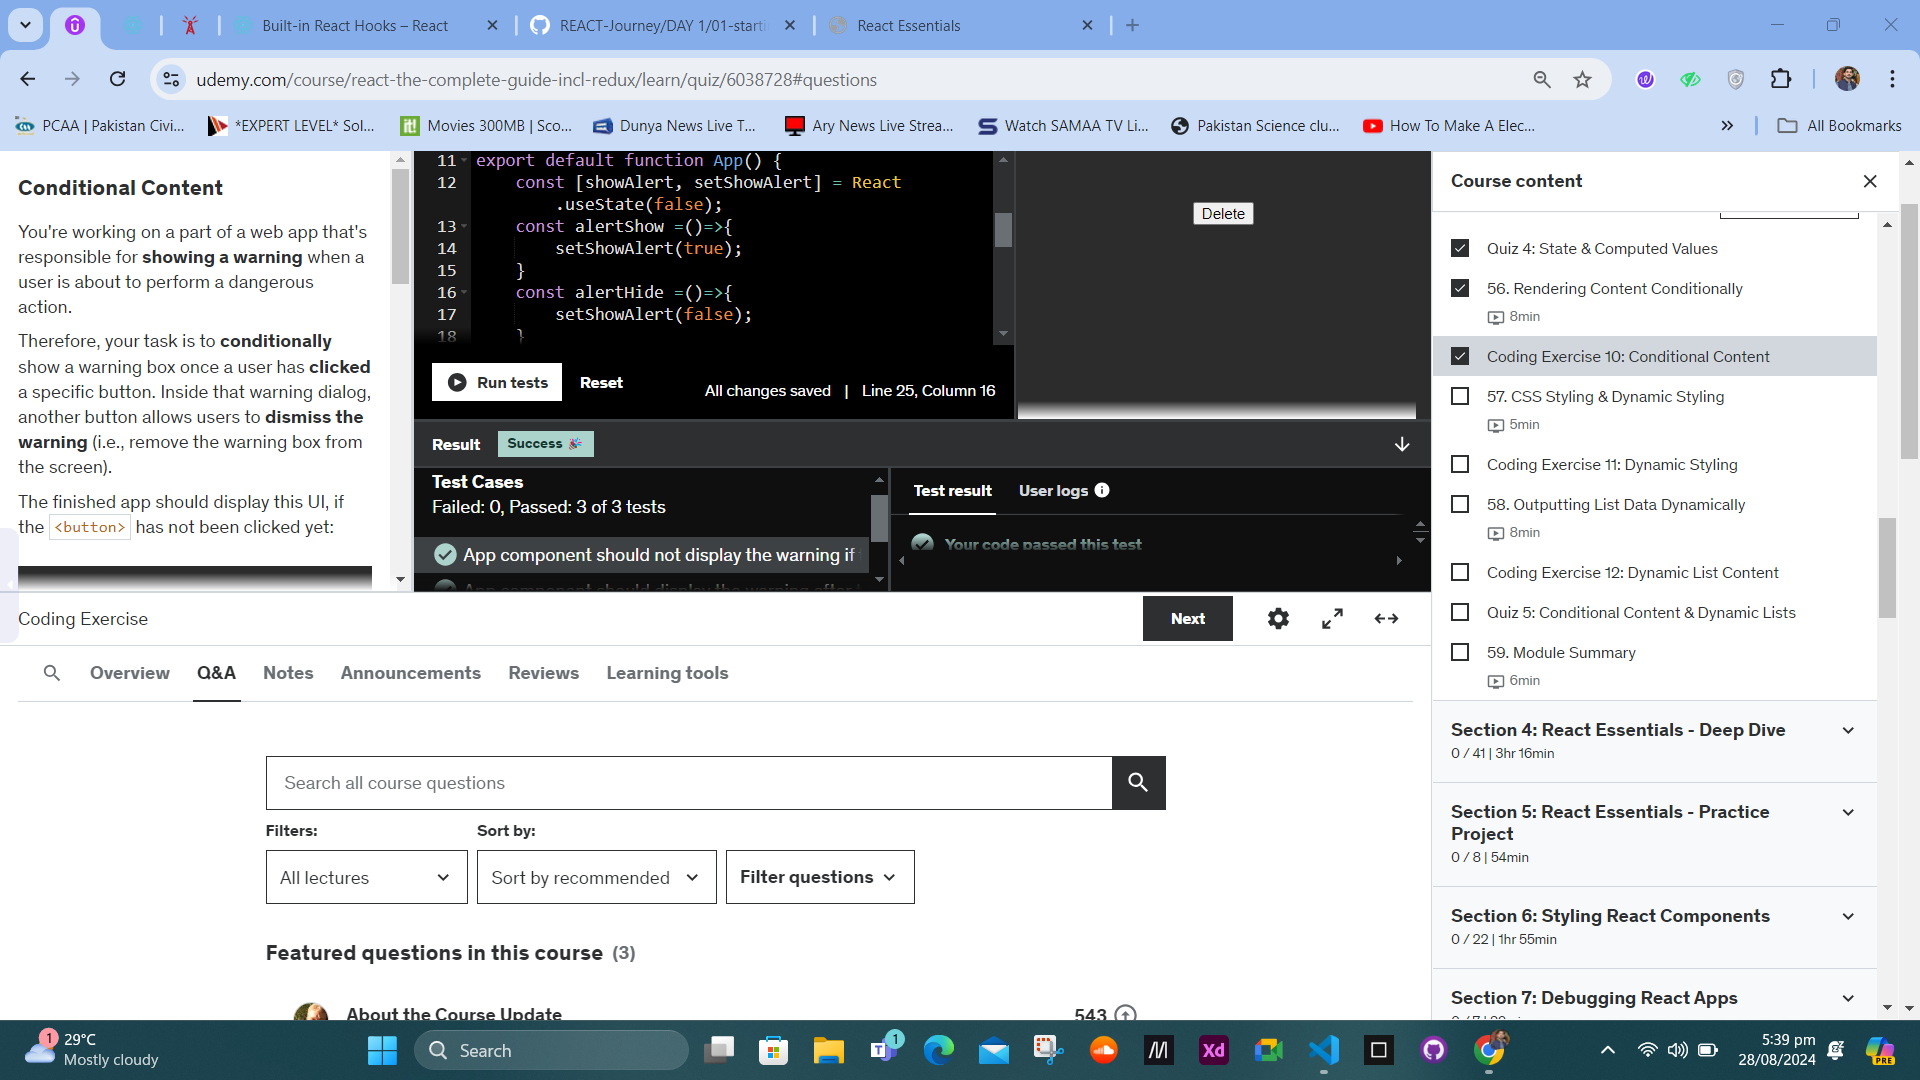 Built-in React Hooks – React
REACT-Journey/DAY 1/01-starti
React Essentials
udemy.com/course/react-the-complete-guide-incl-redux/learn/quiz/6038728#questions
PCAA | Pakistan Civi...
*EXPERT LEVEL* Sol...
Movies 300MB | Sco...
Dunya News Live T...
Ary News Live Strea...
Watch SAMAA TV Li...
Pakistan Science clu...
How To Make A Elec...
All Bookmarks
Conditional Content
You're working on a part of a web app that's
responsible for showing a warning when a
user is about to perform a dangerous
action.
Therefore, your task is to conditionally
show a warning box once a user has clicked
a specific button. Inside that warning dialog,
another button allows users to dismiss the
warning (i.e., remove the warning box from
the screen).
The finished app should display this UI, if
the <button> has not been clicked yet:
11 export default function App() {
12 const [showAlert, setShowAlert] = React
.useState(false);
13 const alertShow =()=>{
14 setShowAlert(true);
15 }
16 const alertHide =()=>{
17 setShowAlert(false);
18 }
Run tests
Reset
All changes saved | Line 25, Column 16
Delete
Result
Success
Test Cases
Failed: 0, Passed: 3 of 3 tests
App component should not display the warning if
App component should display the warning after
Test result
User logs
Your code passed this test
Coding Exercise
Next
Overview
Q&A
Notes
Announcements
Reviews
Learning tools
Search all course questions
Filters:
Sort by:
All lectures
Sort by recommended
Filter questions
Featured questions in this course (3)
About the Course Update
543
Course content
Quiz 4: State & Computed Values
56. Rendering Content Conditionally
8min
Coding Exercise 10: Conditional Content
57. CSS Styling & Dynamic Styling
5min
Coding Exercise 11: Dynamic Styling
58. Outputting List Data Dynamically
8min
Coding Exercise 12: Dynamic List Content
Quiz 5: Conditional Content & Dynamic Lists
59. Module Summary
6min
Section 4: React Essentials - Deep Dive
0 / 41 | 3hr 16min
Section 5: React Essentials - Practice
Project
0 / 8 | 54min
Section 6: Styling React Components
0 / 22 | 1hr 55min
Section 7: Debugging React Apps
1
29°C
Mostly cloudy
Search
1
Xd
5:39 pm
28/08/2024
PRE